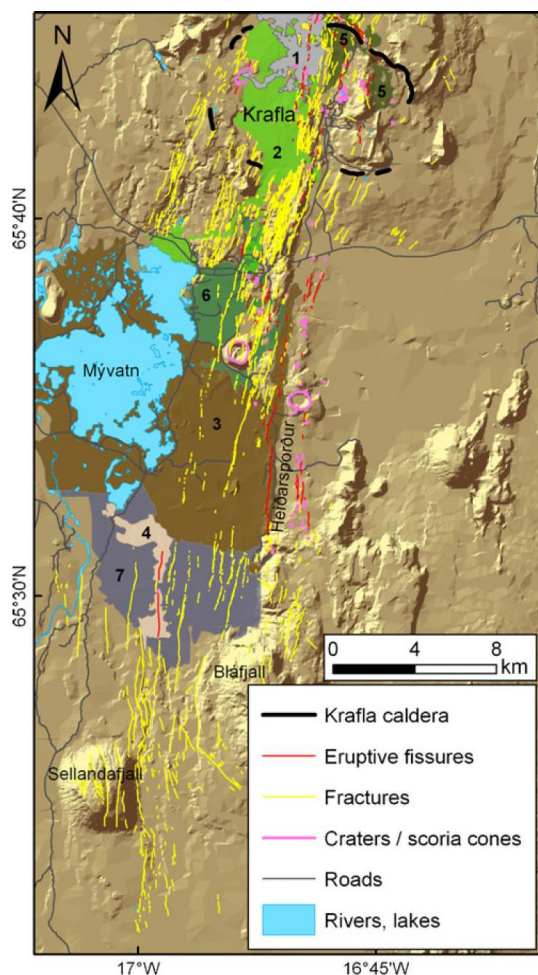 N
1
5
5
Krafla
2
65°40'
6
Mývatn
3
Heiðarsporður
4
7
65°30'
Bláfjall
Sellandafjall
0 4 8
km
Krafla caldera
Eruptive fissures
Fractures
Craters / scoria cones
Roads
Rivers, lakes
17°W
16°45'W